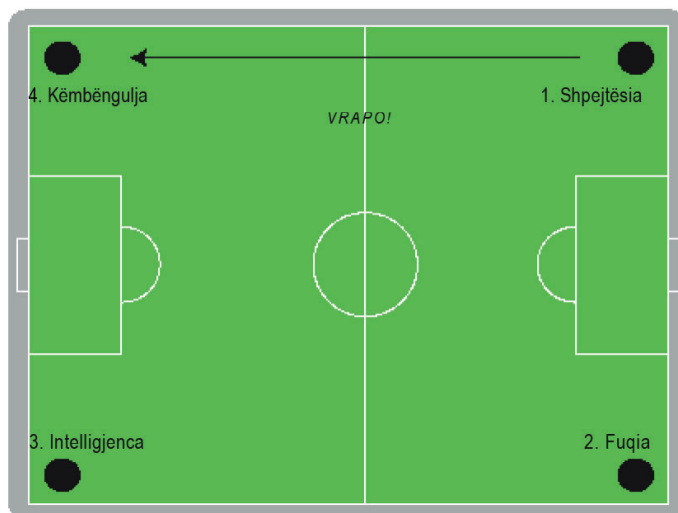 4. Këmbëngulja
1. Shpejtësia
VRAPO!
3. Intelligjenca
2. Fuqia